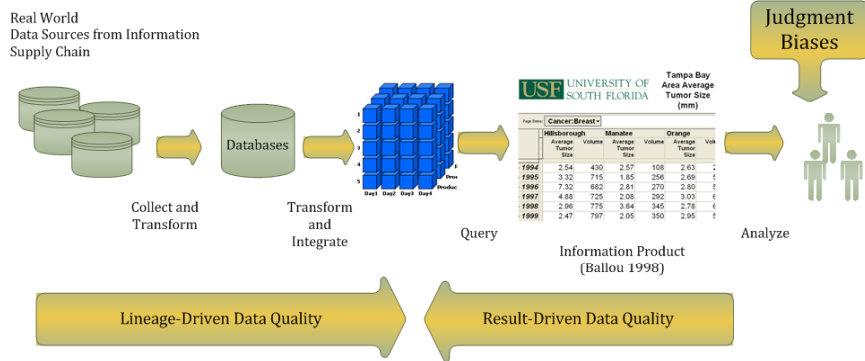 Real World
Data Sources from Information
Supply Chain
Judgment
Biases
USF UNIVERSITY OF
SOUTH FLORIDA
Tampa Bay
Area Average
Tumor Size
(mm)
Cancer:Breast
Hillsborough Manatee Orange
Average Tumor Size Volume Average Tumor Size Volume Average Tumor Size
1994 2.54 430 2.57 108 2.63
1995 3.32 715 1.85 256 2.69
1996 7.32 682 2.81 270 2.80
1997 4.88 725 2.08 292 3.03
1998 2.96 775 3.64 345 2.78
1999 2.47 797 2.05 350 2.95
Databases
1
2
3
4
5
Day1 Day2 Day3 Day4
Collect and
Transform
Transform
and
Integrate
Query
Information Product
(Ballou 1998)
Analyze
Lineage-Driven Data Quality
Result-Driven Data Quality